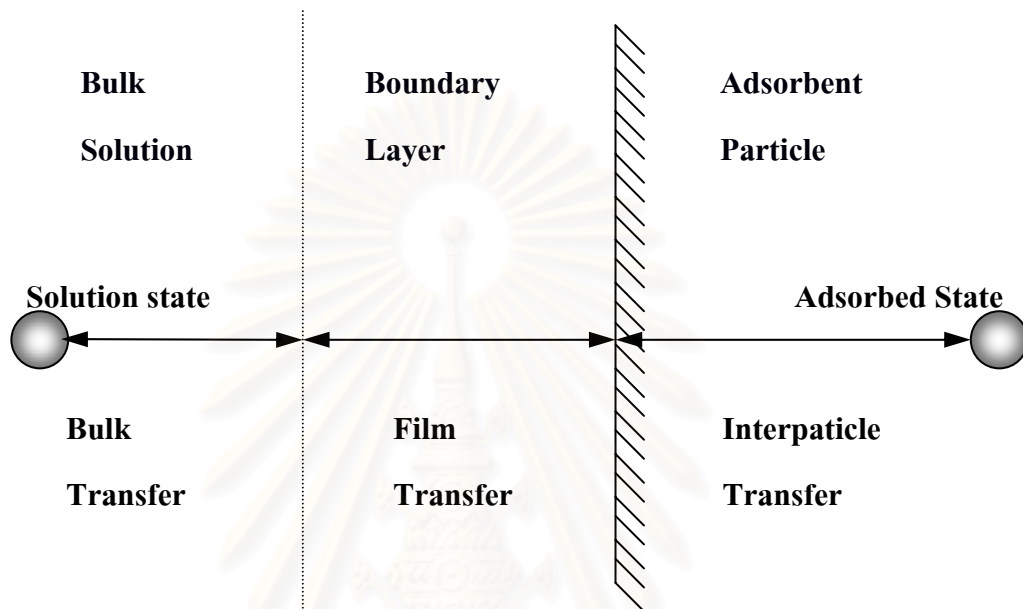 Bulk
Solution
Boundary
Layer
Adsorbent
Particle
Solution state
Adsorbed State
Bulk
Transfer
Film
Transfer
Interpaticle
Transfer